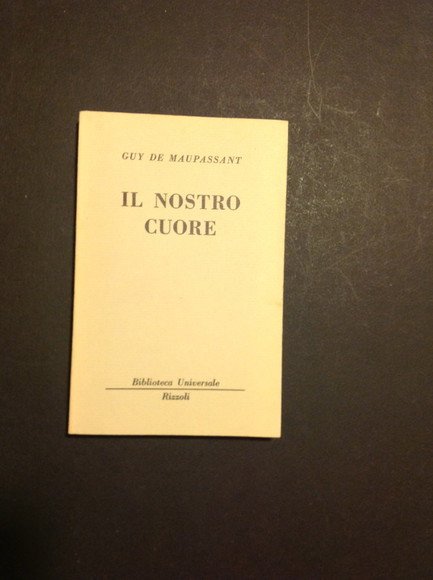 GUY DE MAUPASSANT
IL NOSTRO
CUORE
Biblioteca Universale
Rizzoli